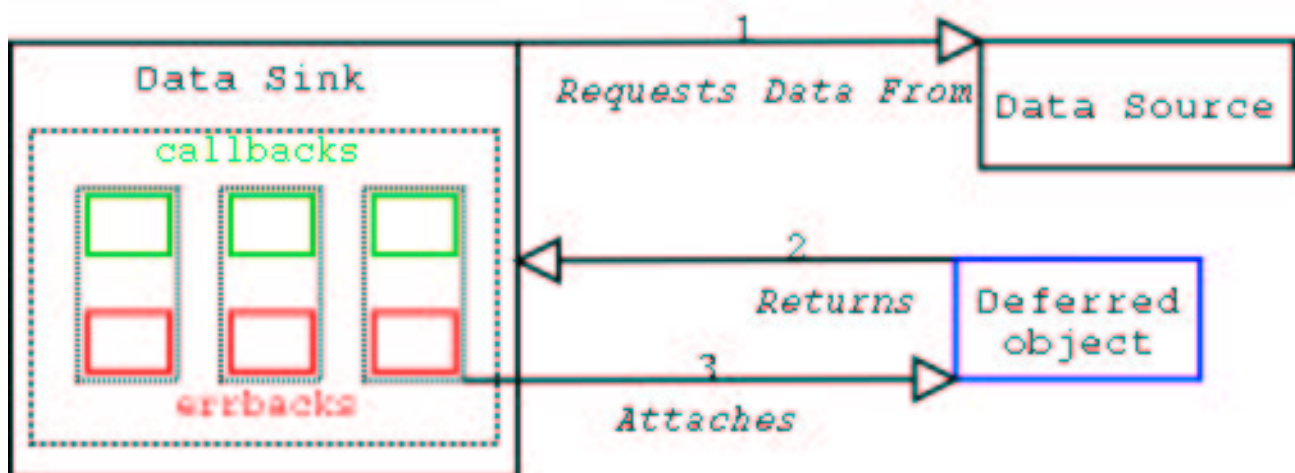 1
Data Sink
Requests Data From
Data Source
callbacks
2
Returns
Deferred
object
3
errbacks
Attaches